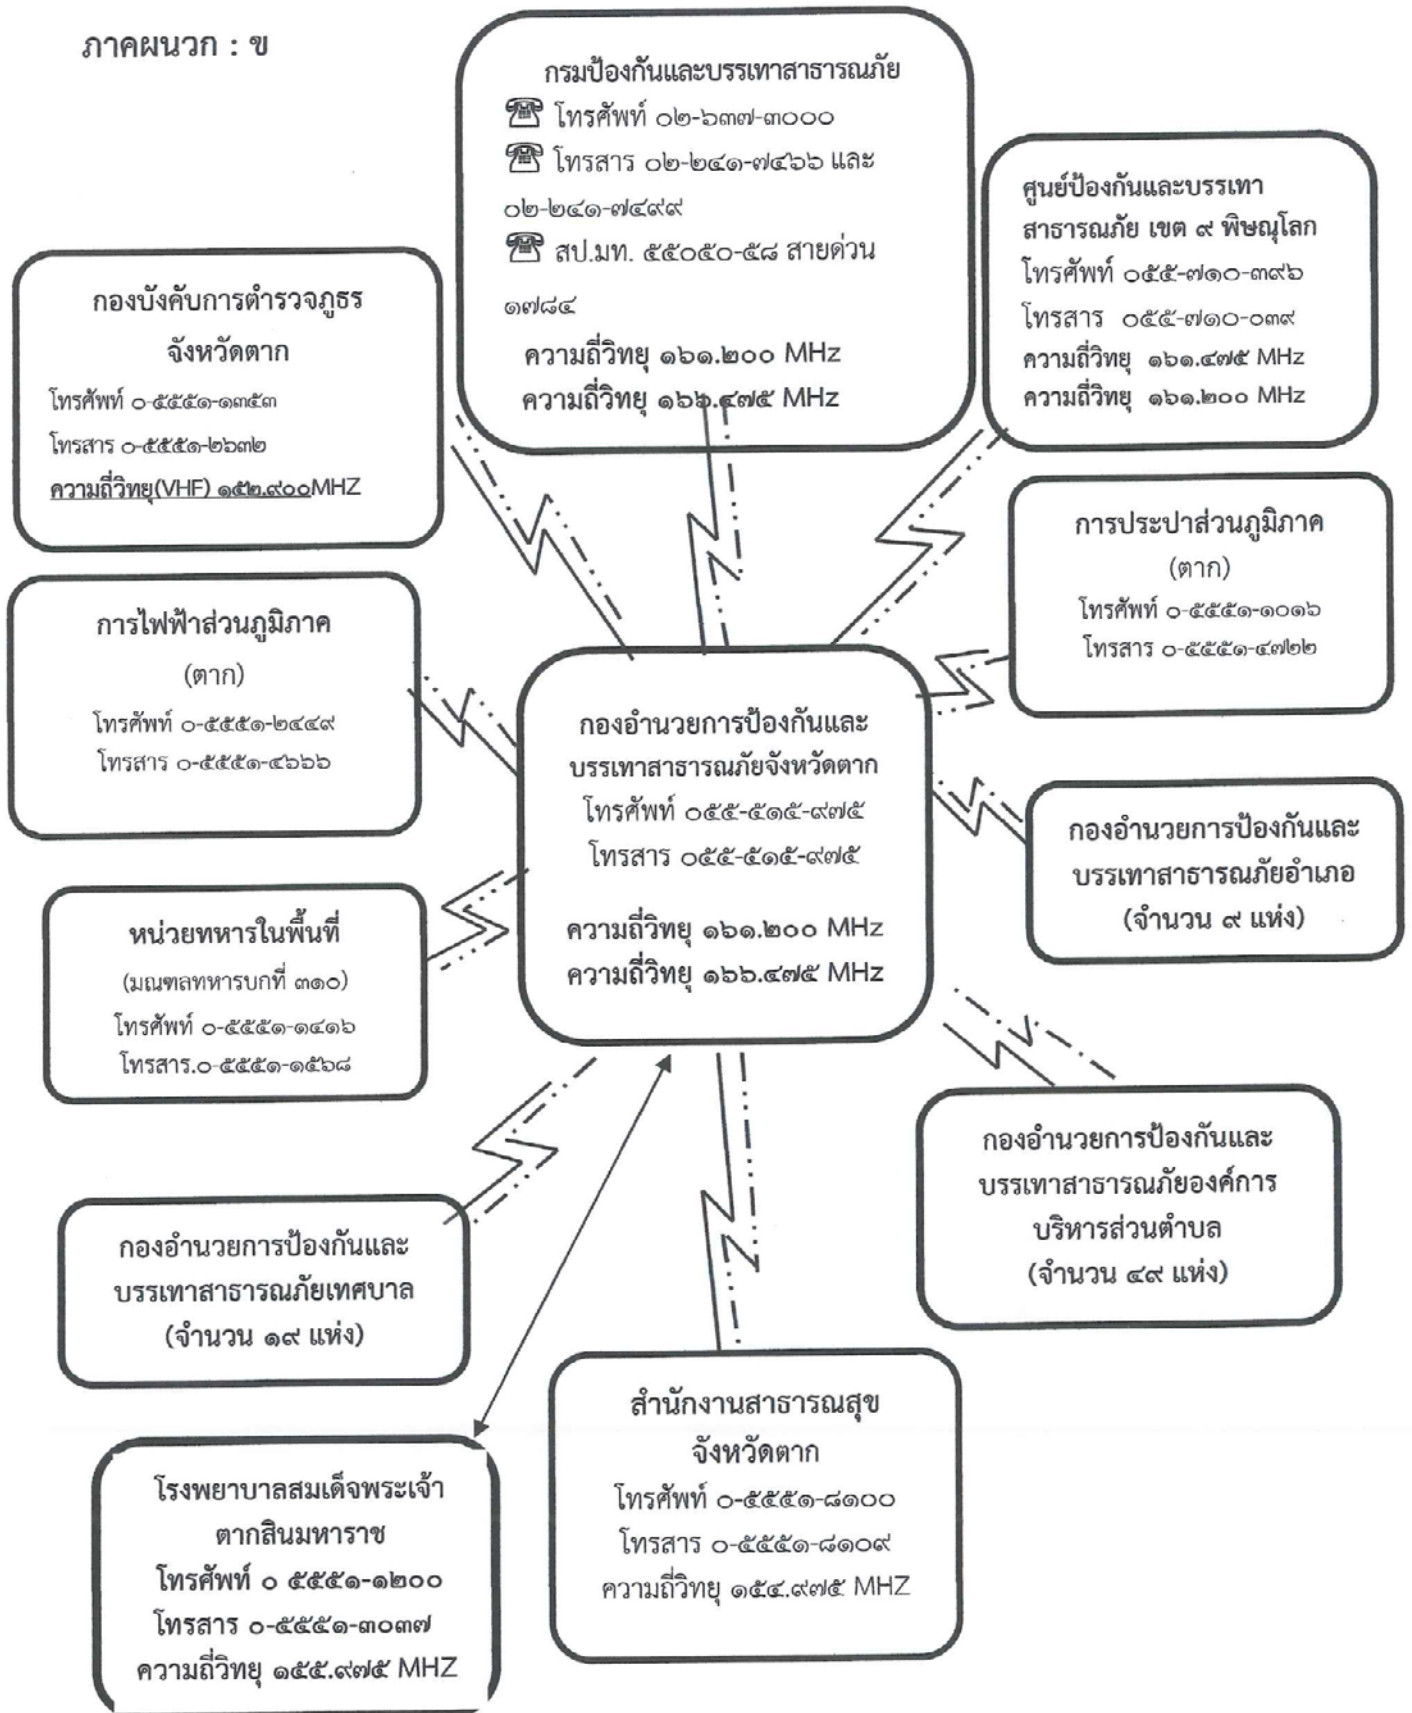 ภาคผนวก : ข
กรมป้องกันและบรรเทาสาธารณภัย
โทรศัพท์ ๐๒-๖๓๗-๓๐๐๐
โทรสาร ๐๒-๒๔๑-๗๔๖๖ และ
๐๒-๒๔๑-๗๔๙๙
สป.มท. ๕๕๐๕๐-๕๘ สายด่วน
๑๗๘๔
ความถี่วิทยุ ๑๖๑.๒๐๐ MHz
ความถี่วิทยุ ๑๖๖.๔๗๕ MHz
ศูนย์ป้องกันและบรรเทา
สาธารณภัย เขต ๙ พิษณุโลก
โทรศัพท์ ๐๕๕-๗๑๐-๓๙๖
โทรสาร ๐๕๕-๗๑๐-๐๓๙
ความถี่วิทยุ ๑๖๑.๔๗๕ MHz
ความถี่วิทยุ ๑๖๑.๒๐๐ MHz
กองบังคับการตำรวจภูธร
จังหวัดตาก
โทรศัพท์ ๐-๕๕๕๑-๑๓๕๓
โทรสาร ๐-๕๕๕๑-๒๖๓๒
ความถี่วิทยุ(VHF) ๑๕๒.๙๐๐MHZ
การประปาส่วนภูมิภาค
(ตาก)
โทรศัพท์ ๐-๕๕๕๑-๑๐๑๖
โทรสาร ๐-๕๕๕๑-๔๗๒๒
การไฟฟ้าส่วนภูมิภาค
(ตาก)
โทรศัพท์ ๐-๕๕๕๑-๒๔๔๙
โทรสาร ๐-๕๕๕๑-๔๖๖๖
กองอำนวยการป้องกันและ
บรรเทาสาธารณภัยจังหวัดตาก
โทรศัพท์ ๐๕๕-๕๑๕-๙๗๕
โทรสาร ๐๕๕-๕๑๕-๙๗๕
ความถี่วิทยุ ๑๖๑.๒๐๐ MHz
ความถี่วิทยุ ๑๖๖.๔๗๕ MHz
กองอำนวยการป้องกันและ
บรรเทาสาธารณภัยอำเภอ
(จำนวน ๙ แห่ง)
หน่วยทหารในพื้นที่
(มณฑลทหารบกที่ ๓๑๐)
โทรศัพท์ ๐-๕๕๕๑-๑๔๑๖
โทรสาร.๐-๕๕๕๑-๑๕๖๘
กองอำนวยการป้องกันและ
บรรเทาสาธารณภัยองค์การ
บริหารส่วนตำบล
(จำนวน ๔๙ แห่ง)
กองอำนวยการป้องกันและ
บรรเทาสาธารณภัยเทศบาล
(จำนวน ๑๙ แห่ง)
สำนักงานสาธารณสุข
จังหวัดตาก
โทรศัพท์ ๐-๕๕๕๑-๘๑๐๐
โทรสาร ๐-๕๕๕๑-๘๑๐๙
ความถี่วิทยุ ๑๕๔.๙๗๕ MHZ
โรงพยาบาลสมเด็จพระเจ้า
ตากสินมหาราช
โทรศัพท์ ๐ ๕๕๕๑-๑๒๐๐
โทรสาร ๐-๕๕๕๑-๓๐๓๗
ความถี่วิทยุ ๑๕๕.๙๗๕ MHZ